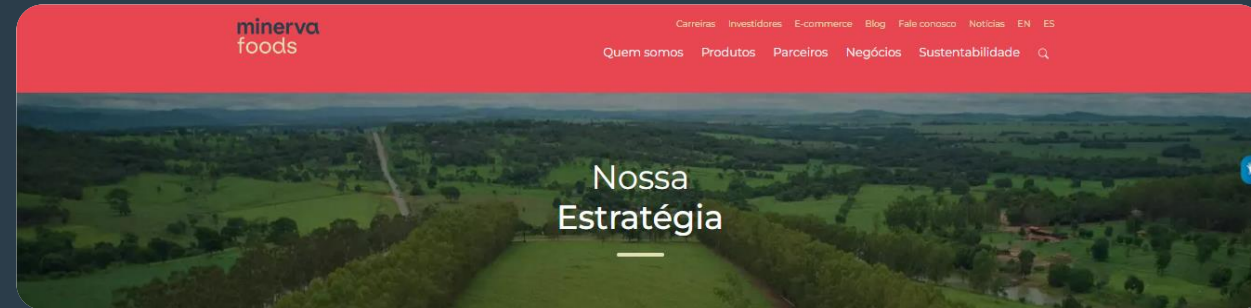 minerva
foods
Carreiras Investidores E-commerce Blog Fale conosco Notícias EN ES
Quem somos Produtos Parceiros Negócios Sustentabilidade
Nossa
Estratégia